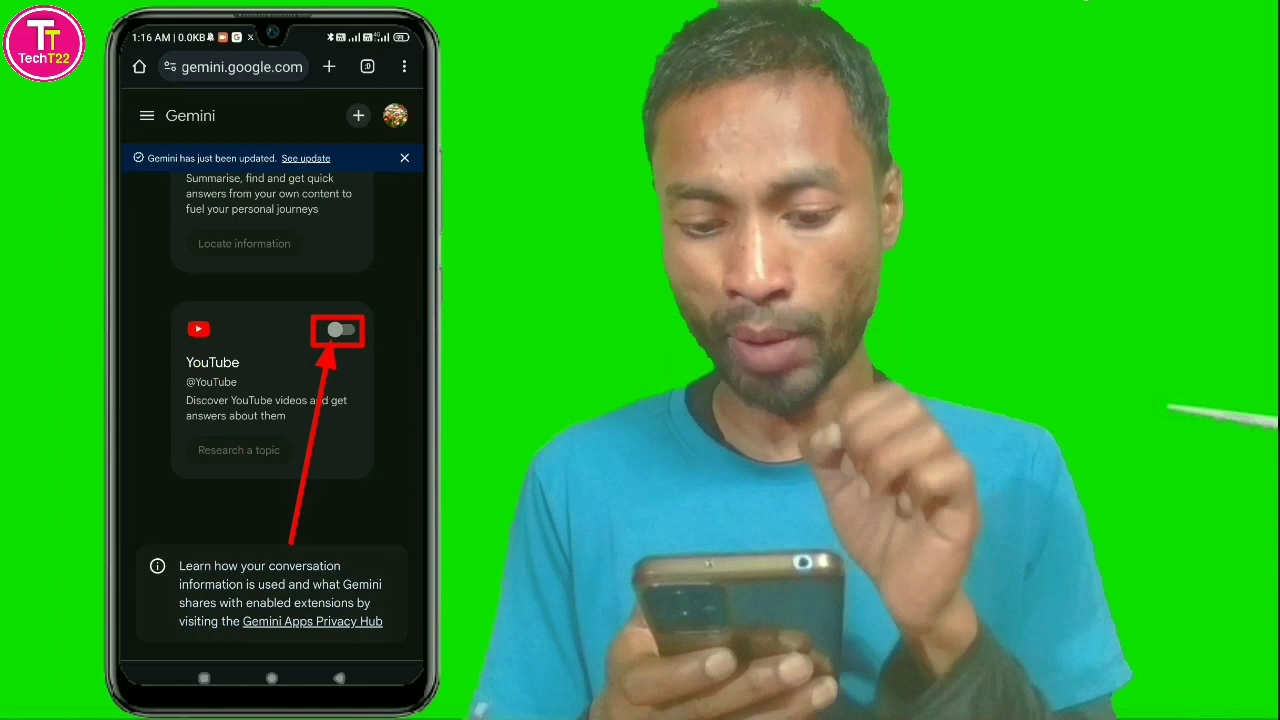 TT
TechT22
1:16 AM | 0.0KB
gemini.google.com
:D
Gemini
Gemini has just been updated. See update
Summarise, find and get quick
answers from your own content to
fuel your personal journeys
Locate information
YouTube
@YouTube
Discover YouTube videos and get
answers about them
Research a topic
Learn how your conversation
information is used and what Gemini
shares with enabled extensions by
visiting the Gemini Apps Privacy Hub